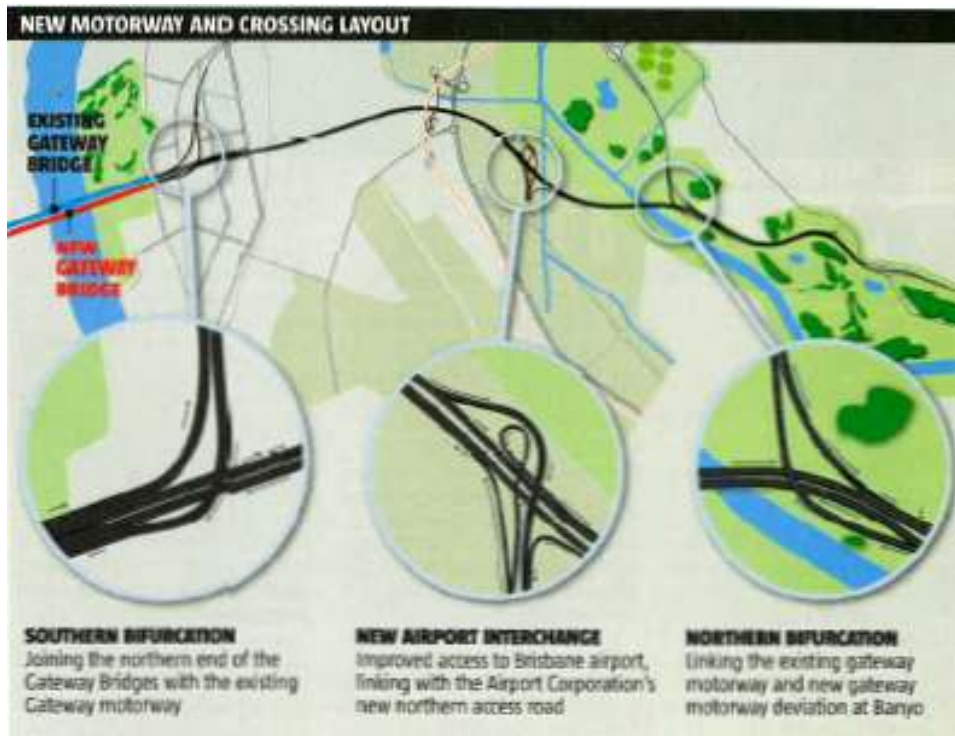 NEW MOTORWAY AND CROSSING LAYOUT
EXISTING
GATEWAY
BRIDGE
NEW
GATEWAY
BRIDGE
SOUTHERN BIFURCATION
Joining the northern end of the
Gateway Bridges with the existing
Gateway motorway
NEW AIRPORT INTERCHANGE
Improved access to Brisbane airport,
linking with the Airport Corporation's
new northern access road
NORTHERN BIFURCATION
Linking the existing gateway
motorway and new gateway
motorway deviation at Banyo